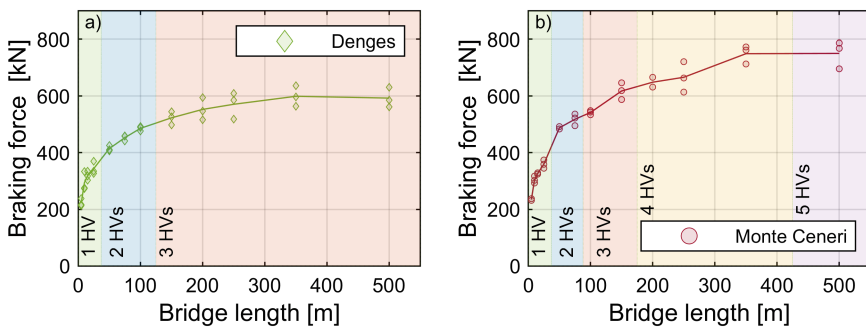 a)
Denges
Braking force [kN]
800
600
400
200
0
1 HV
2 HVs
3 HVs
0 100 200 300 400 500
Bridge length [m]
b)
Monte Ceneri
Braking force [kN]
800
600
400
200
0
1 HV
2 HVs
3 HVs
4 HVs
5 HVs
0 100 200 300 400 500
Bridge length [m]